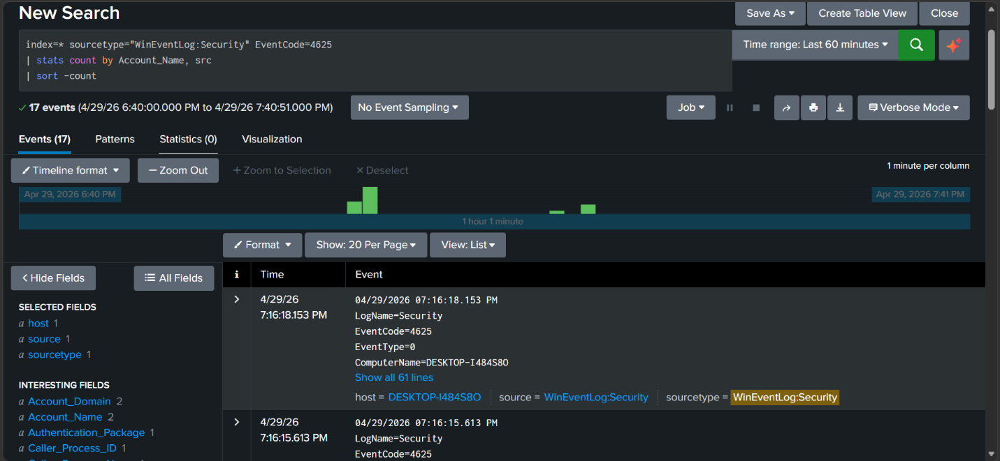 New Search
Save As
Create Table View
Close
index=* sourcetype="WinEventLog:Security" EventCode=4625
| stats count by Account_Name, src
| sort -count
Time range: Last 60 minutes
17 events (4/29/26 6:40:00.000 PM to 4/29/26 7:40:51.000 PM)
No Event Sampling
Job
Verbose Mode
Events (17)
Patterns
Statistics (0)
Visualization
Timeline format
— Zoom Out
+ Zoom to Selection
× Deselect
1 minute per column
Apr 29, 2026 6:40 PM
Apr 29, 2026 7:41 PM
1 hour 1 minute
Format
Show: 20 Per Page
View: List
< Hide Fields
All Fields
i
Time
Event
SELECTED FIELDS
a host 1
a source 1
a sourcetype 1
INTERESTING FIELDS
a Account_Domain 2
a Account_Name 2
a Authentication_Package 1
a Caller_Process_ID 1
>
4/29/26
7:16:18.153 PM
04/29/2026 07:16:18.153 PM
LogName=Security
EventCode=4625
EventType=0
ComputerName=DESKTOP-I484S8O
Show all 61 lines
host = DESKTOP-I484S8O
source = WinEventLog:Security
sourcetype = WinEventLog:Security
>
4/29/26
7:16:15.613 PM
04/29/2026 07:16:15.613 PM
LogName=Security
EventCode=4625